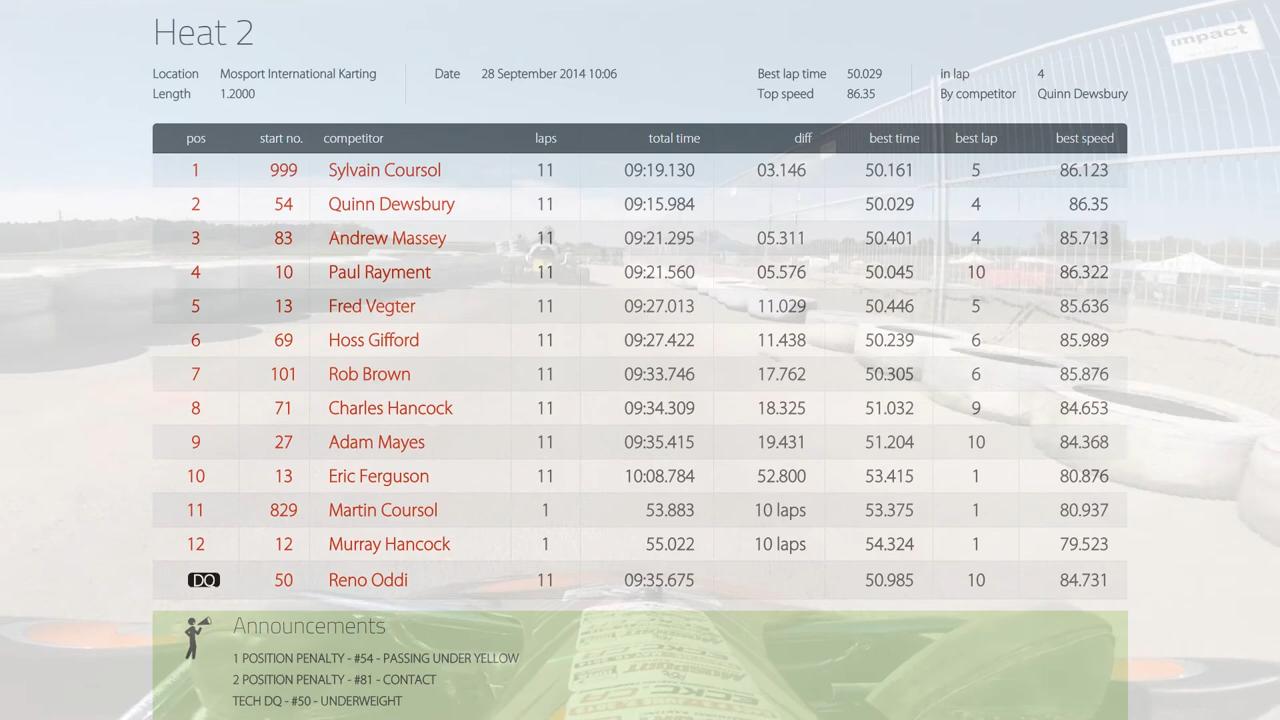 Heat 2
impact
Location Mosport International Karting Date 28 September 2014 10:06 Best lap time 50.029 in lap 4
Length 1.2000 Top speed 86.35 By competitor Quinn Dewsbury
pos start no. competitor laps total time diff best time best lap best speed
1 999 Sylvain Coursol 11 09:19.130 03.146 50.161 5 86.123
2 54 Quinn Dewsbury 11 09:15.984 50.029 4 86.35
3 83 Andrew Massey 11 09:21.295 05.311 50.401 4 85.713
4 10 Paul Rayment 11 09:21.560 05.576 50.045 10 86.322
5 13 Fred Vegter 11 09:27.013 11.029 50.446 5 85.636
6 69 Hoss Gifford 11 09:27.422 11.438 50.239 6 85.989
7 101 Rob Brown 11 09:33.746 17.762 50.305 6 85.876
8 71 Charles Hancock 11 09:34.309 18.325 51.032 9 84.653
9 27 Adam Mayes 11 09:35.415 19.431 51.204 10 84.368
10 13 Eric Ferguson 11 10:08.784 52.800 53.415 1 80.876
11 829 Martin Coursol 1 53.883 10 laps 53.375 1 80.937
12 12 Murray Hancock 1 55.022 10 laps 54.324 1 79.523
DQ 50 Reno Oddi 11 09:35.675 50.985 10 84.731
Announcements
1 POSITION PENALTY - #54 - PASSING UNDER YELLOW
2 POSITION PENALTY - #81 - CONTACT
TECH DQ - #50 - UNDERWEIGHT
ECKC.CA